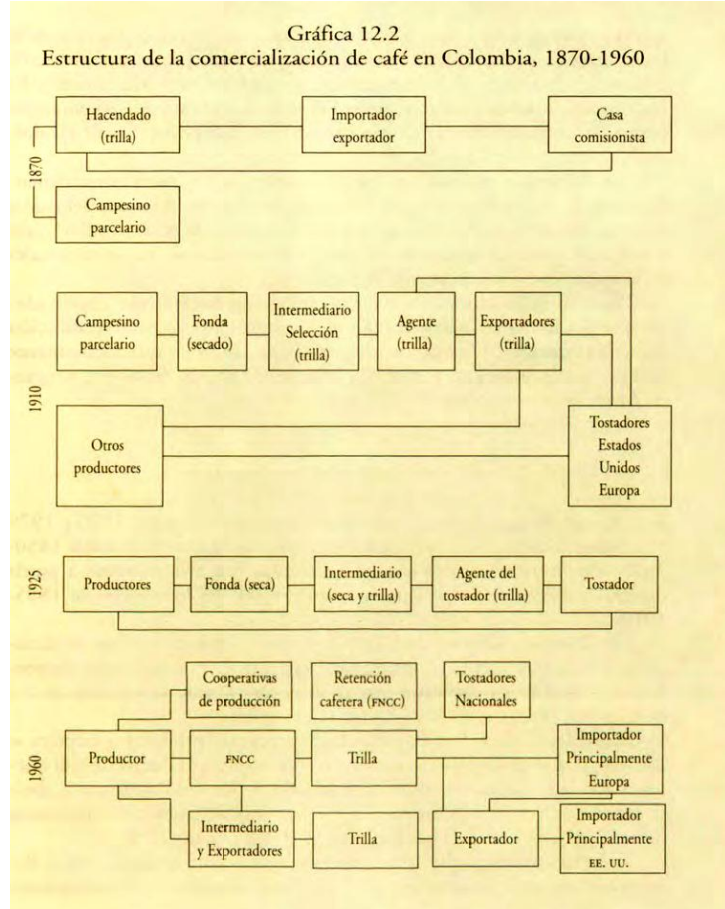 Gráfica 12.2
Estructura de la comercialización de café en Colombia, 1870-1960
1870
Hacendado
(trilla)
Importador
exportador
Casa
comisionista
Campesino
parcelario
1910
Campesino
parcelario
Fonda
(secado)
Intermediario
Selección
(trilla)
Agente
(trilla)
Exportadores
(trilla)
Otros
productores
Tostadores
Estados
Unidos
Europa
1925
Productores
Fonda (seca)
Intermediario
(seca y trilla)
Agente del
tostador (trilla)
Tostador
1960
Cooperativas
de producción
Retención
cafetera (FNCC)
Tostadores
Nacionales
Productor
FNCC
Trilla
Importador
Principalmente
Europa
Intermediario
y Exportadores
Trilla
Exportador
Importador
Principalmente
EE. UU.